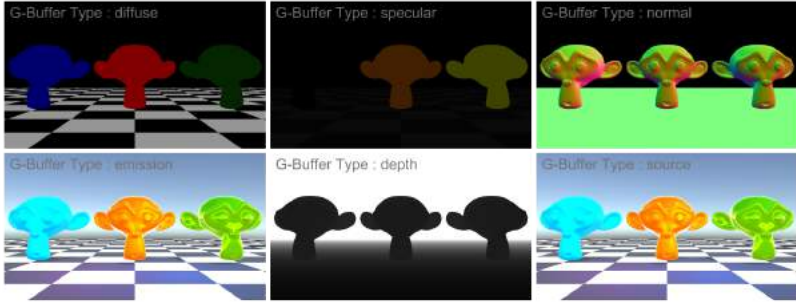 G-Buffer Type : diffuse
G-Buffer Type : specular
G-Buffer Type : normal
G-Buffer Type : emission
G-Buffer Type : depth
G-Buffer Type : source